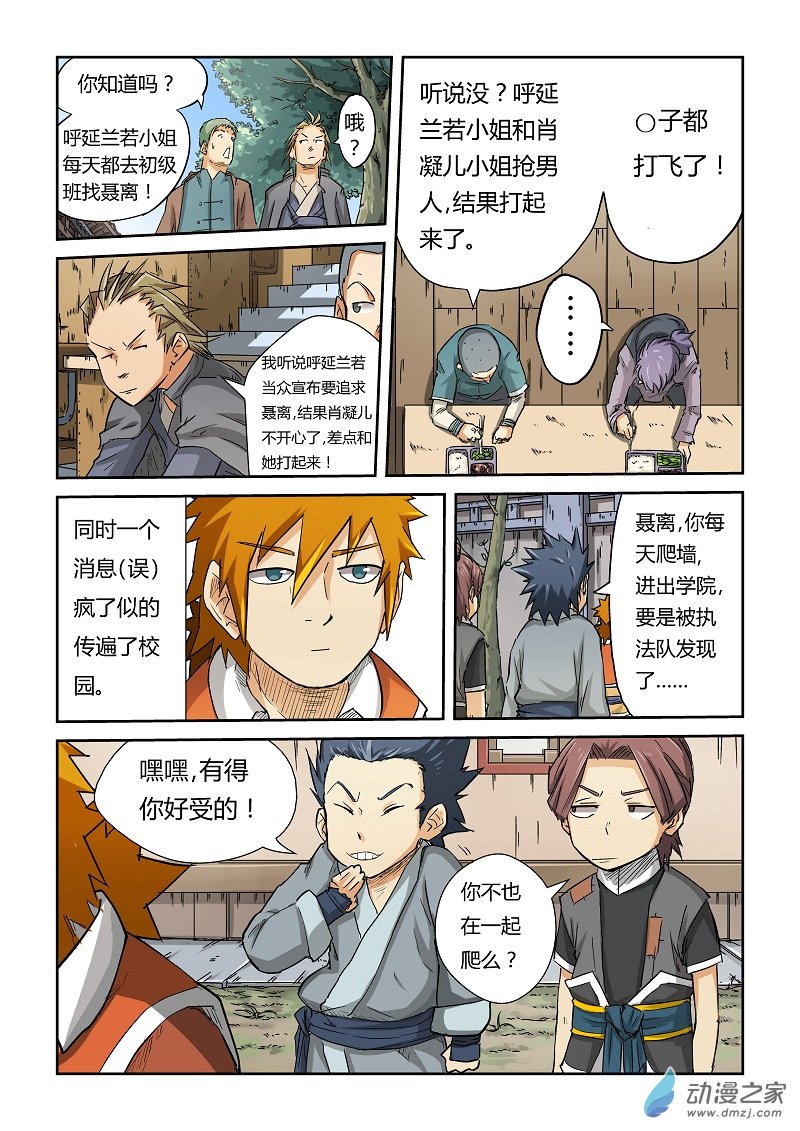 你知道吗？
呼延兰若小姐
每天都去初级
班找聂离！
哦
？
听说没？呼延
兰若小姐和肖
凝儿小姐抢男
人，结果打起
来了。
○子都
打飞了！
……
我听说呼延兰若
当众宣布要追求
聂离，结果肖凝儿
不开心了，差点和
她打起来！
同时一个
消息（误）
疯了似的
传遍了校
园。
聂离，你每
天爬墙，
进出学院，
要是被执
法队发现
了……
嘿嘿，有得
你好受的！
你不也
在一起
爬么？
动漫之家
www.dmzj.com